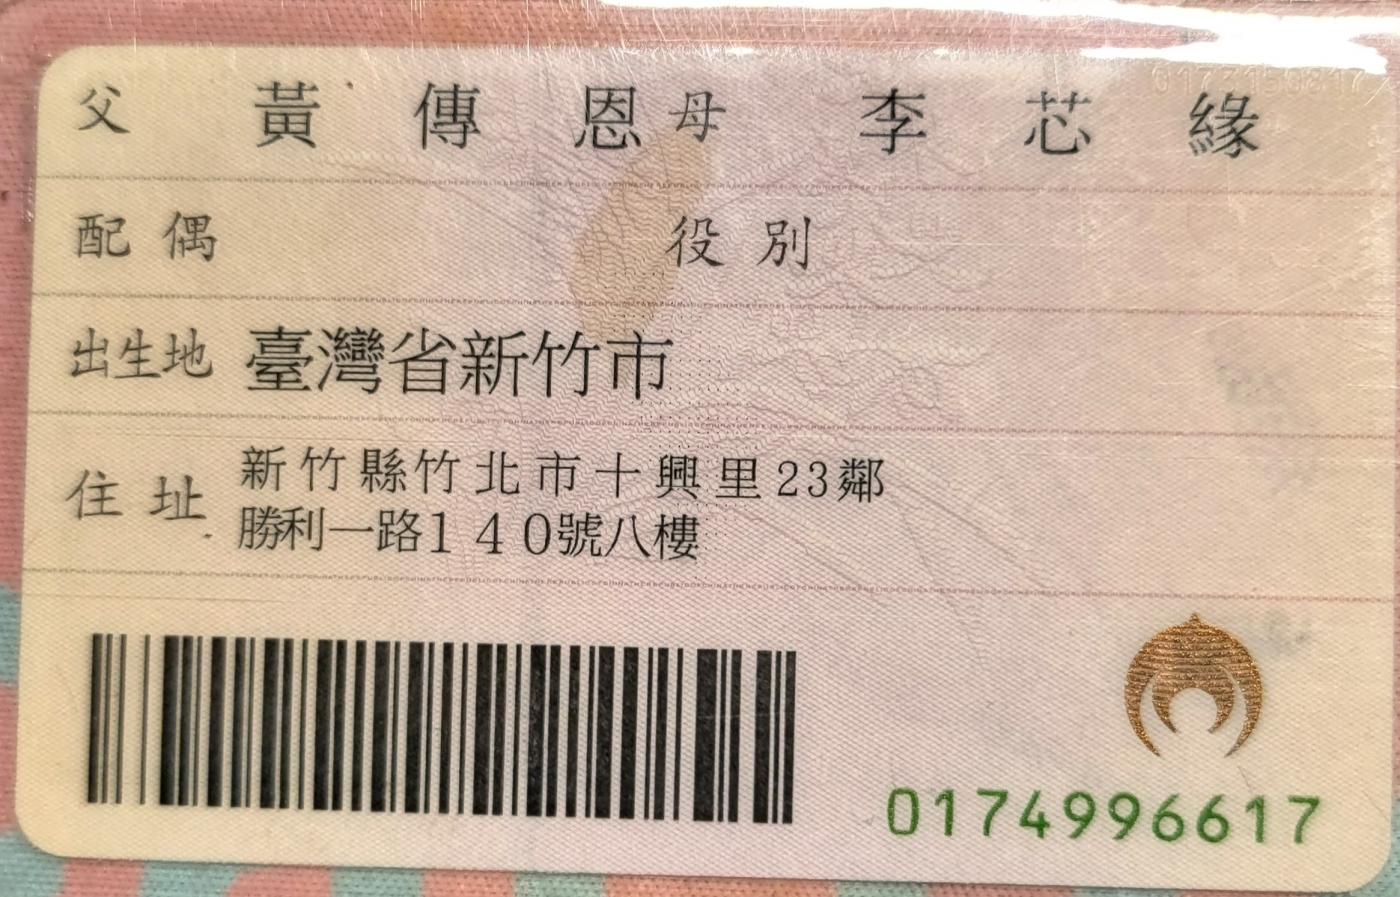 父 黃傳恩 母 李芯緣
配偶 役別
出生地 臺灣省新竹市
住址 新竹縣竹北市十興里23鄰
勝利一路140號八樓
0174996617